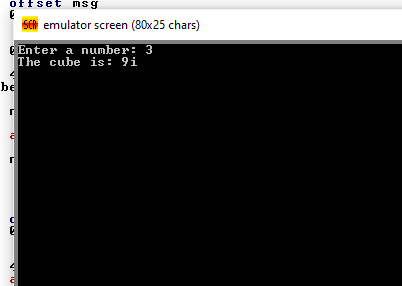 offset msg
emulator screen (80x25 chars)
Enter a number: 3
The cube is: 9i